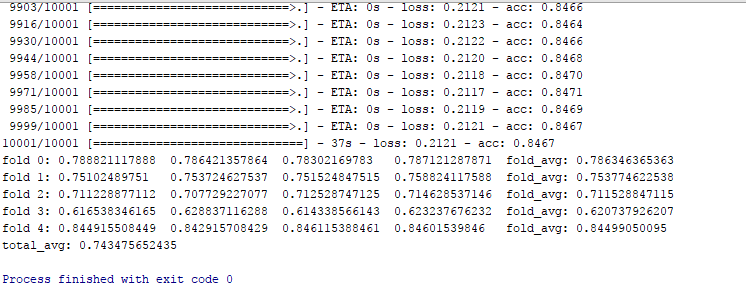 9903/10001 [============================>.] - ETA: 0s - loss: 0.2121 - acc: 0.8466
9916/10001 [============================>.] - ETA: 0s - loss: 0.2123 - acc: 0.8464
9930/10001 [============================>.] - ETA: 0s - loss: 0.2122 - acc: 0.8466
9944/10001 [============================>.] - ETA: 0s - loss: 0.2120 - acc: 0.8468
9958/10001 [============================>.] - ETA: 0s - loss: 0.2118 - acc: 0.8470
9971/10001 [============================>.] - ETA: 0s - loss: 0.2117 - acc: 0.8471
9985/10001 [============================>.] - ETA: 0s - loss: 0.2119 - acc: 0.8469
9999/10001 [============================>.] - ETA: 0s - loss: 0.2121 - acc: 0.8467
10001/10001 [==============================] - 37s - loss: 0.2121 - acc: 0.8467
fold 0: 0.788821117888 0.786421357864 0.78302169783 0.787121287871 fold_avg: 0.786346365363
fold 1: 0.75102489751 0.753724627537 0.751524847515 0.758824117588 fold_avg: 0.753774622538
fold 2: 0.711228877112 0.707729227077 0.712528747125 0.714628537146 fold_avg: 0.711528847115
fold 3: 0.616538346165 0.628837116288 0.614338566143 0.623237676232 fold_avg: 0.620737926207
fold 4: 0.844915508449 0.842915708429 0.846115388461 0.84601539846 fold_avg: 0.84499050095
total_avg: 0.743475652435
Process finished with exit code 0